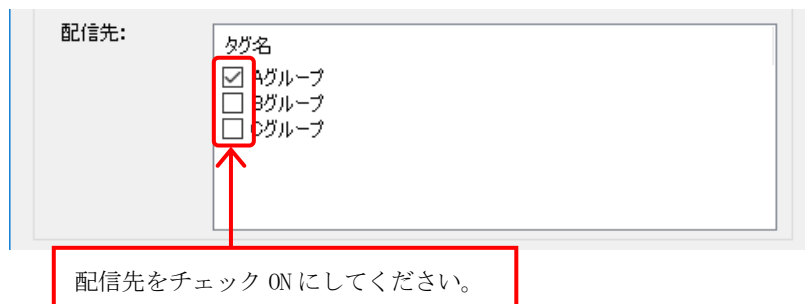 配信先:
タグ名
Aグループ
Bグループ
Cグループ
配信先をチェック ON にしてください。